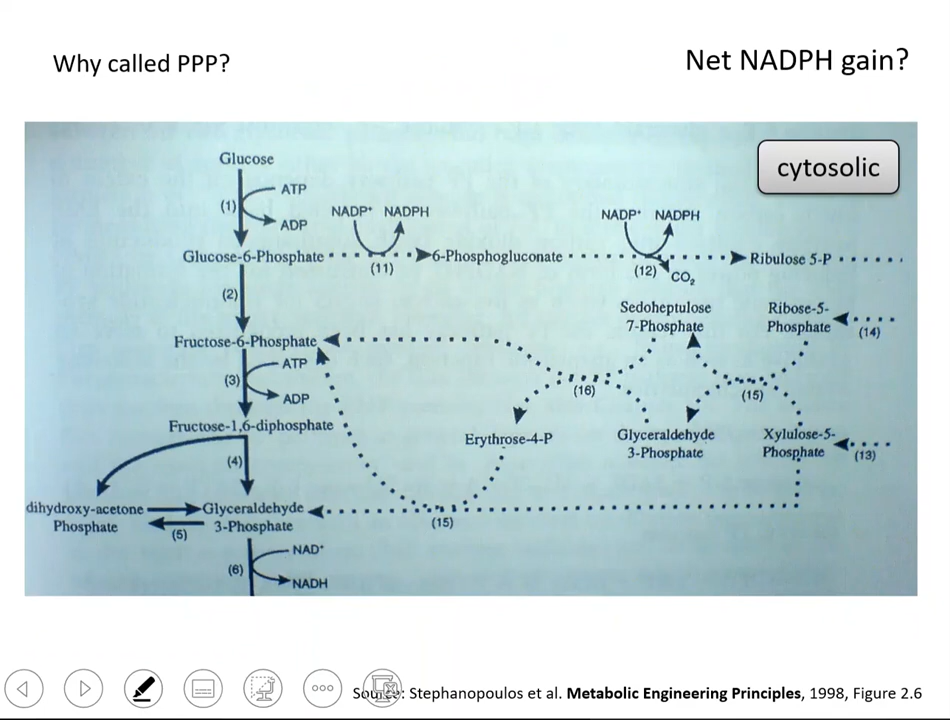 Why called PPP?
Net NADPH gain?
cytosolic
Glucose
(1)
ATP
ADP
NADP⁺ NADPH
NADP⁺ NADPH
Glucose-6-Phosphate
(11)
6-Phosphogluconate
(12)
CO₂
Ribulose 5-P
(2)
Sedoheptulose
7-Phosphate
Ribose-5-
Phosphate
(14)
Fructose-6-Phosphate
(3)
ATP
ADP
(16)
(15)
Fructose-1,6-diphosphate
Erythrose-4-P
Glyceraldehyde
3-Phosphate
Xylulose-5-
Phosphate
(13)
(4)
dihydroxy-acetone
Phosphate
(5)
Glyceraldehyde
3-Phosphate
(15)
(6)
NAD⁺
NADH
Source: Stephanopoulos et al. Metabolic Engineering Principles, 1998, Figure 2.6